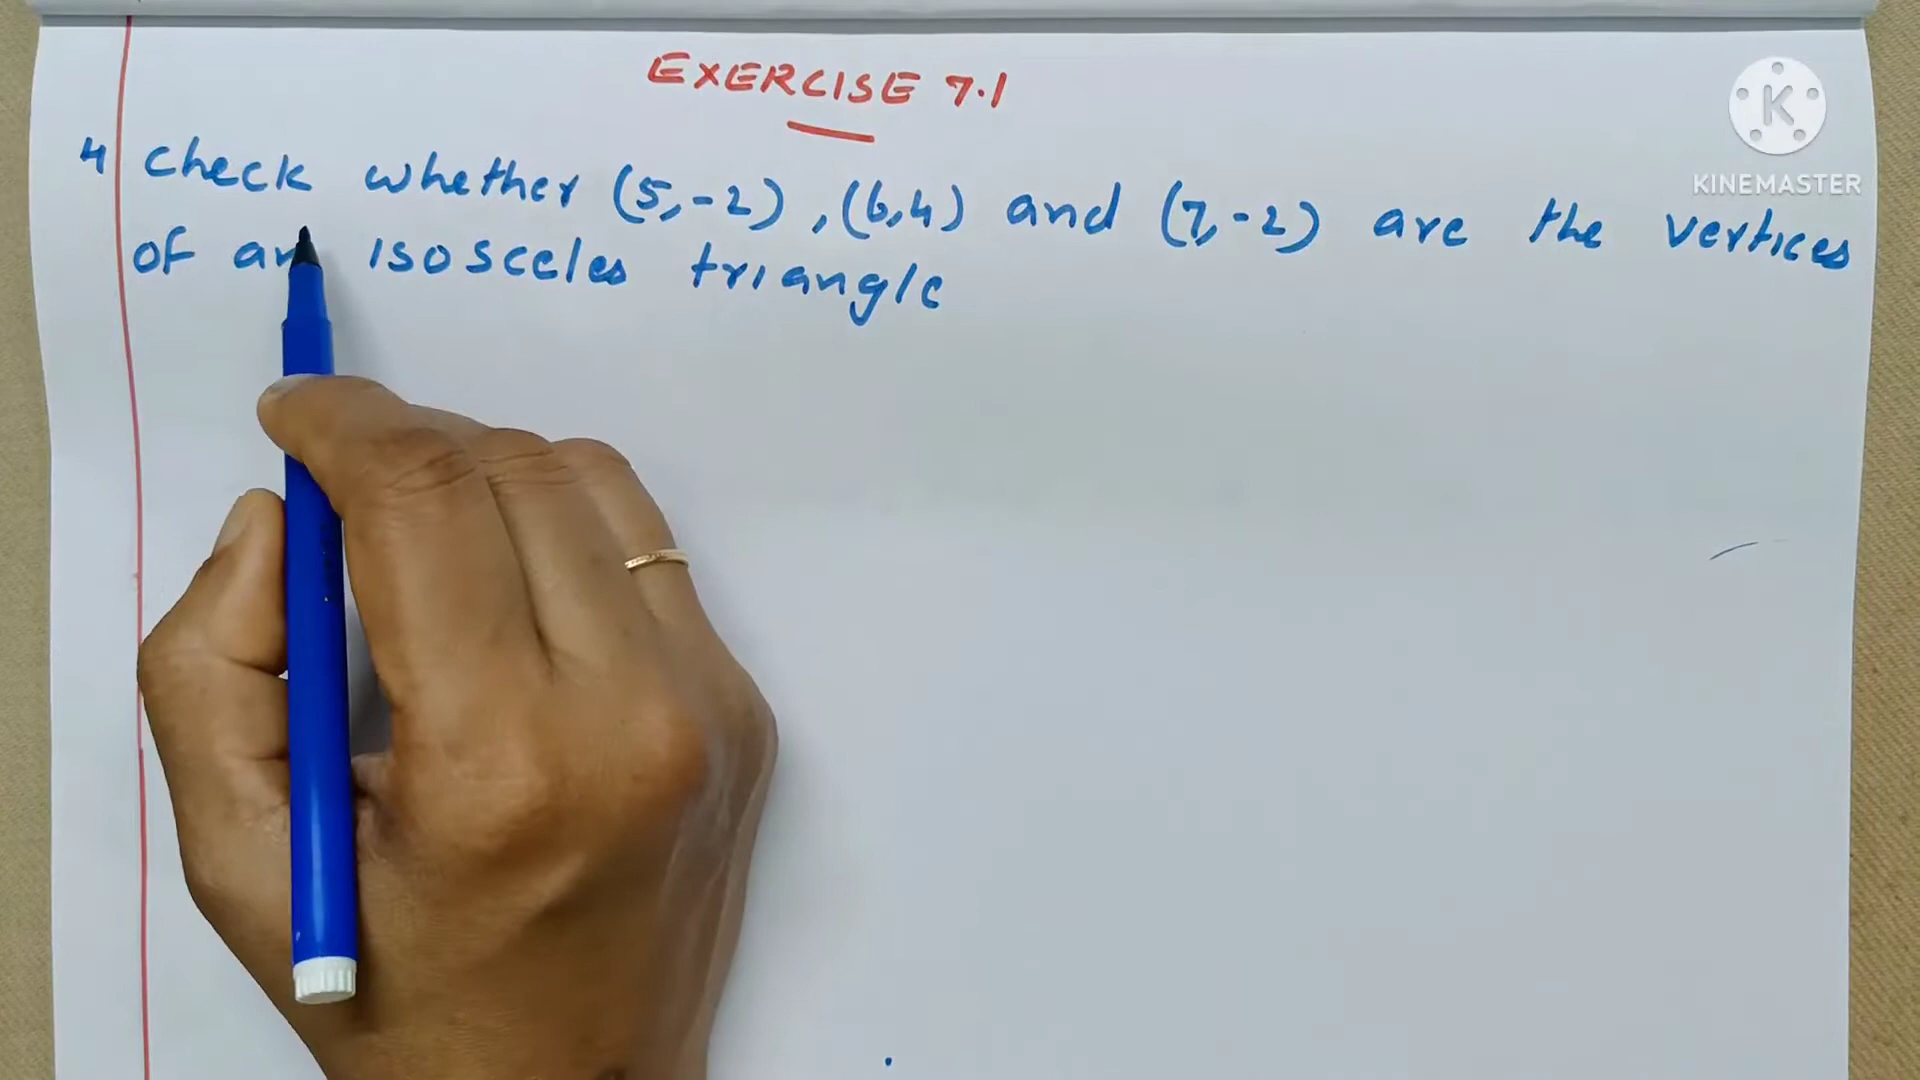 EXERCISE 7.1
K
KINEMASTER
4 check whether (5,-2) , (6,4) and (7,-2) are the vertices
of an isosceles triangle